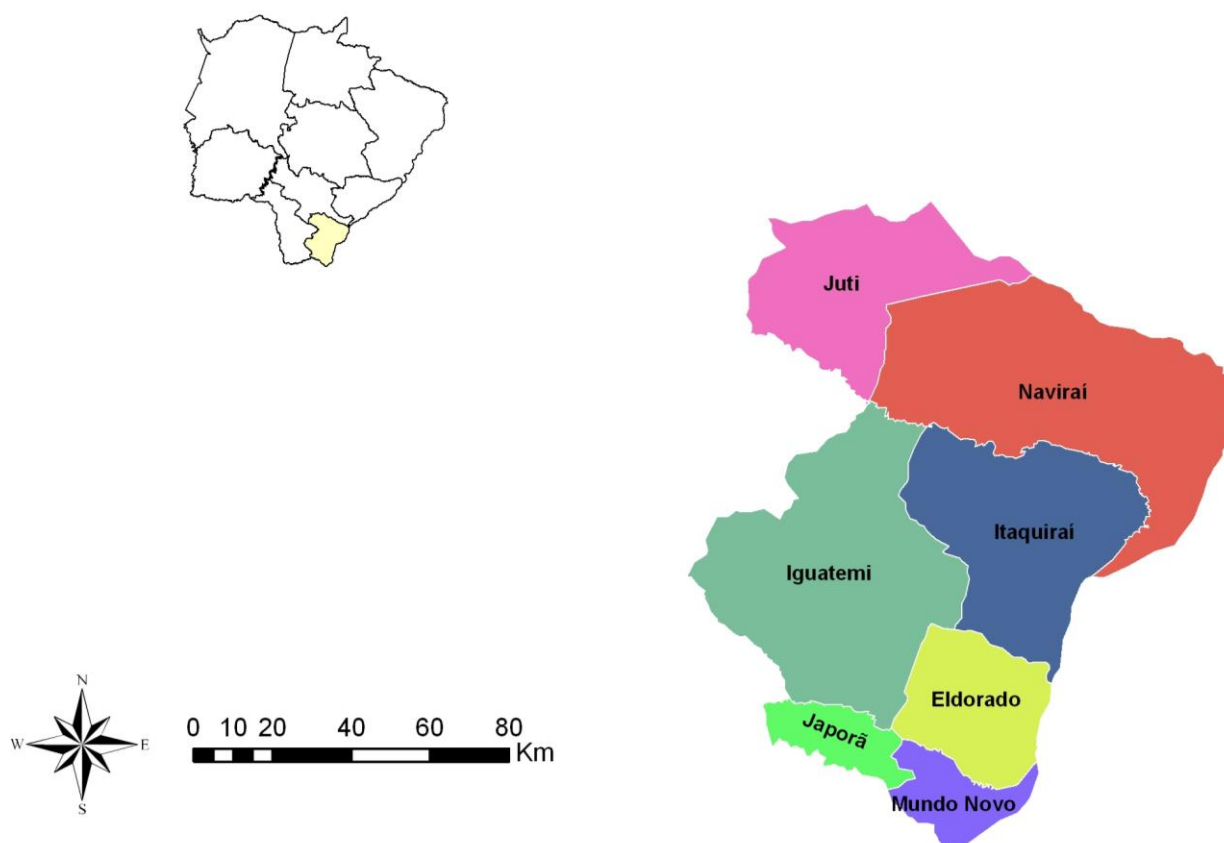 Juti
Naviraí
Itaquiraí
Iguatemi
Eldorado
Japorã
Mundo Novo
N
W
E
S
0 10 20 40 60 80
Km